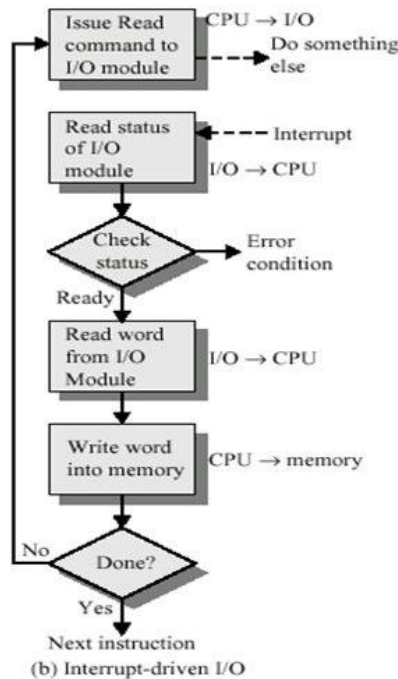 Issue Read
command to
I/O module
CPU → I/O
Do something
else
Read status
of I/O
module
Interrupt
I/O → CPU
Check
status
Error
condition
Ready
Read word
from I/O
Module
I/O → CPU
Write word
into memory
CPU → memory
No
Done?
Yes
Next instruction
(b) Interrupt-driven I/O